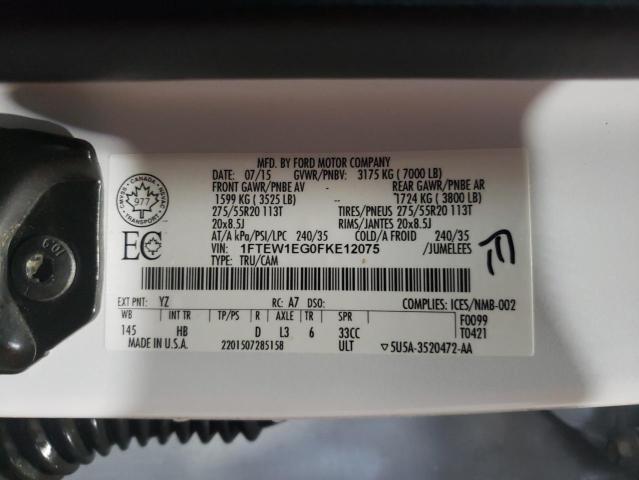 MFD. BY FORD MOTOR COMPANY
DATE: 07/15 GVWR/PNBV: 3175 KG ( 7000 LB)
FRONT GAWR/PNBE AV REAR GAWR/PNBE AR
1599 KG ( 3525 LB) 1724 KG ( 3800 LB)
275/55R20 113T TIRES/PNEUS 275/55R20 113T
20x8.5J RIMS/JANTES 20x8.5J
AT/A kPa/PSI/LPC 240/35 COLD/A FROID 240/35
VIN: 1FTEW1EG0FKE12075 /JUMELEES
TYPE: TRU/CAM
CMVSS - CANADA - NSVAC
977
TRANSPORT
EC
EXT PNT: YZ RC: A7 DSO: COMPLIES: ICES/NMB-002
WB INT TR TP/PS R AXLE TR SPR F0099
145 HB D L3 6 33CC T0421
MADE IN U.S.A. 2201507285158 ULT ▽5U5A-3520472-AA
10.9